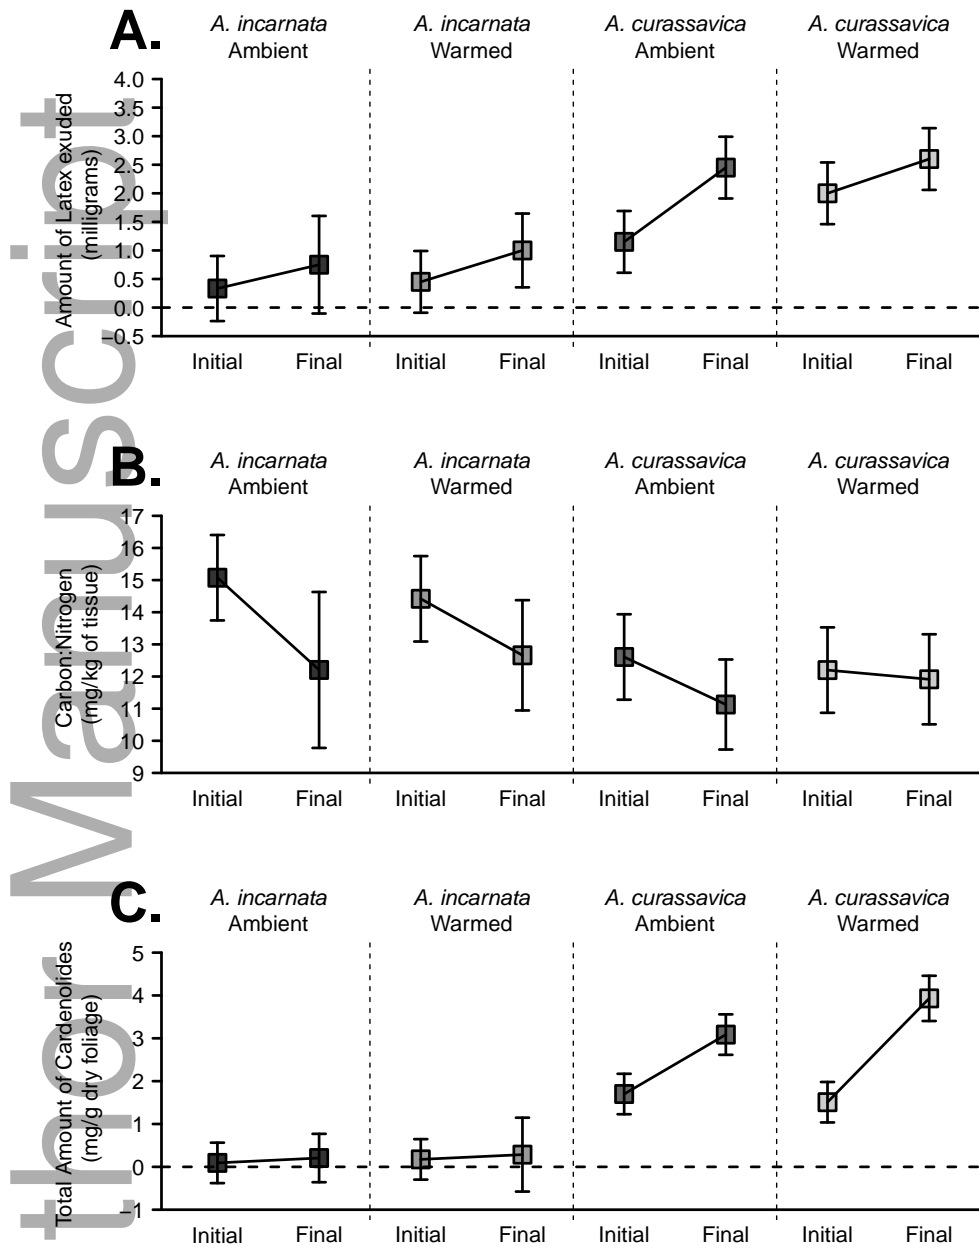 A.
A. incarnata
Ambient
A. incarnata
Warmed
A. curassavica
Ambient
A. curassavica
Warmed
Amount of Latex exuded
(milligrams)
4.0
3.5
3.0
2.5
2.0
1.5
1.0
0.5
0.0
−0.5
Initial Final Initial Final Initial Final Initial Final
B.
A. incarnata
Ambient
A. incarnata
Warmed
A. curassavica
Ambient
A. curassavica
Warmed
Carbon:Nitrogen
(mg/kg of tissue)
17
16
15
14
13
12
11
10
9
Initial Final Initial Final Initial Final Initial Final
C.
A. incarnata
Ambient
A. incarnata
Warmed
A. curassavica
Ambient
A. curassavica
Warmed
Total Amount of Cardenolides
(mg/g dry foliage)
5
4
3
2
1
0
−1
Initial Final Initial Final Initial Final Initial Final
thor Manuscript